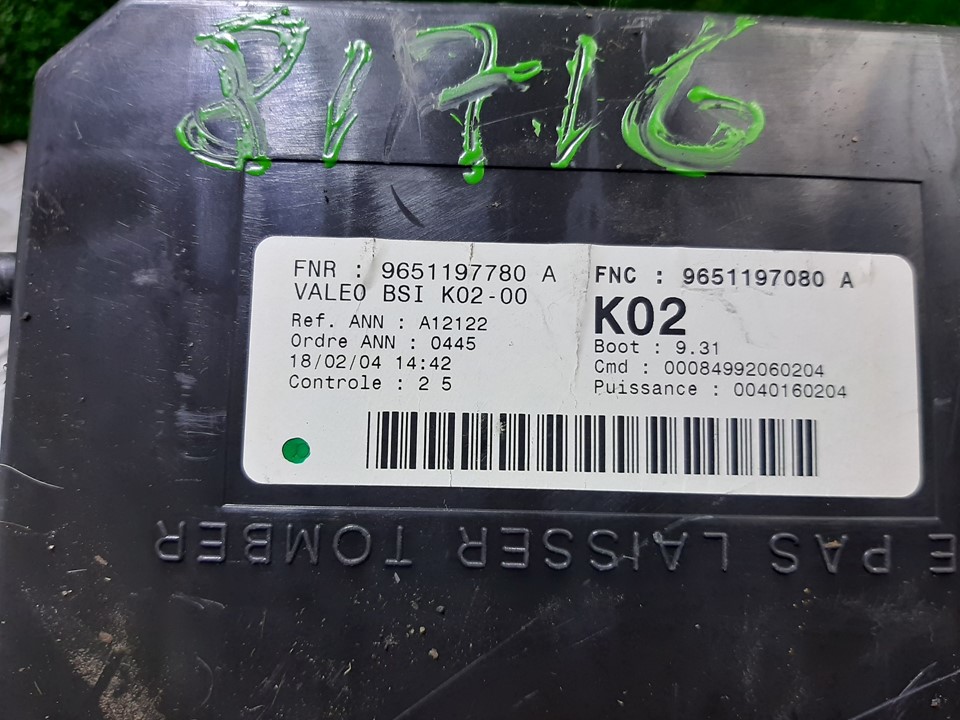 81716
FNR : 9651197780 A
VALEO BSI K02-00
Ref. ANN : A12122
Ordre ANN : 0445
18/02/04 14:42
Controle : 2 5
FNC : 9651197080 A
K02
Boot : 9.31
Cmd : 00084992060204
Puissance : 0040160204
E PAS LAISSER TOMBER